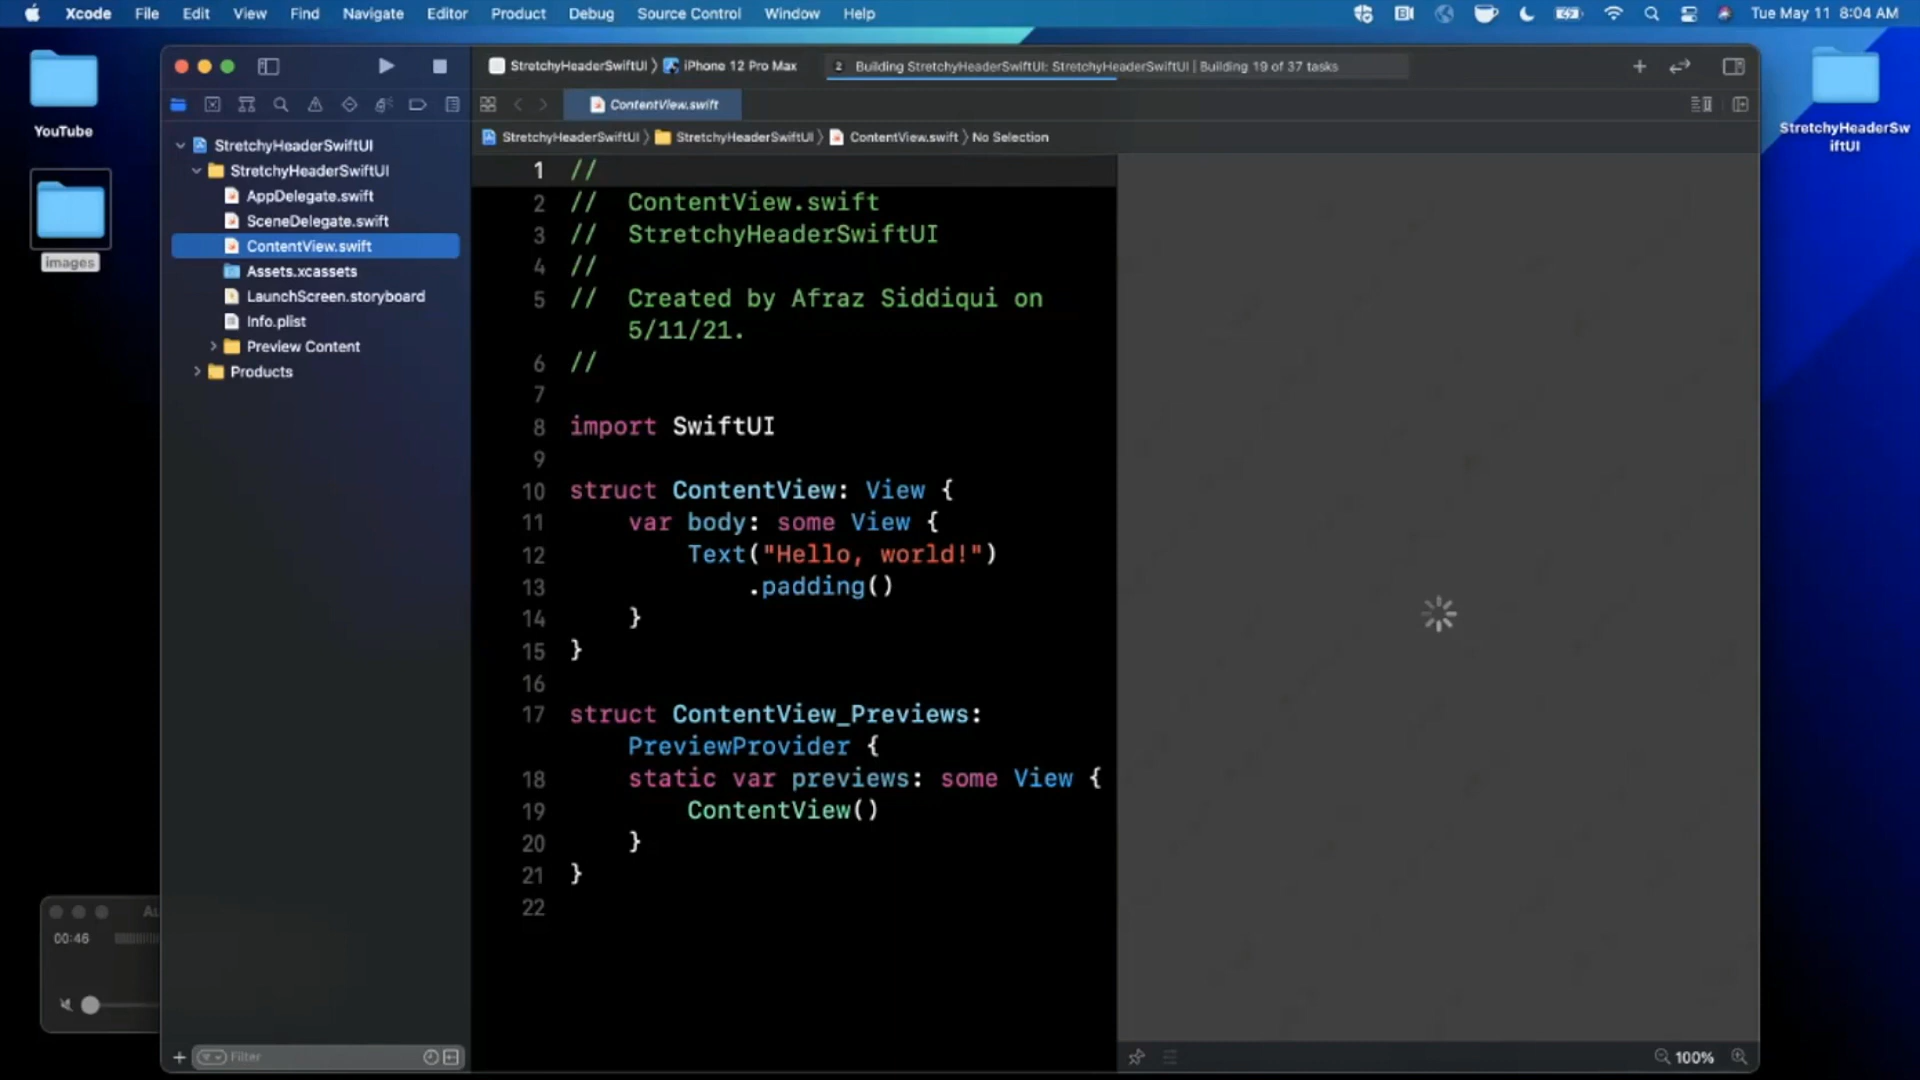 Xcode File Edit View Find Navigate Editor Product Debug Source Control Window Help
Tue May 11 8:04 AM
YouTube
images
StretchyHeaderSw
iftUI
StretchyHeaderSwiftUI
iPhone 12 Pro Max
2 Building StretchyHeaderSwiftUI: StretchyHeaderSwiftUI | Building 19 of 37 tasks
ContentView.swift
StretchyHeaderSwiftUI
StretchyHeaderSwiftUI
ContentView.swift
No Selection
StretchyHeaderSwiftUI
StretchyHeaderSwiftUI
AppDelegate.swift
SceneDelegate.swift
ContentView.swift
Assets.xcassets
LaunchScreen.storyboard
Info.plist
Preview Content
Products
1 //
2 // ContentView.swift
3 // StretchyHeaderSwiftUI
4 //
5 // Created by Afraz Siddiqui on
5/11/21.
6 //
7
8 import SwiftUI
9
10 struct ContentView: View {
11 var body: some View {
12 Text("Hello, world!")
13 .padding()
14 }
15 }
16
17 struct ContentView_Previews:
PreviewProvider {
18 static var previews: some View {
19 ContentView()
20 }
21 }
22
00:46
Filter
100%